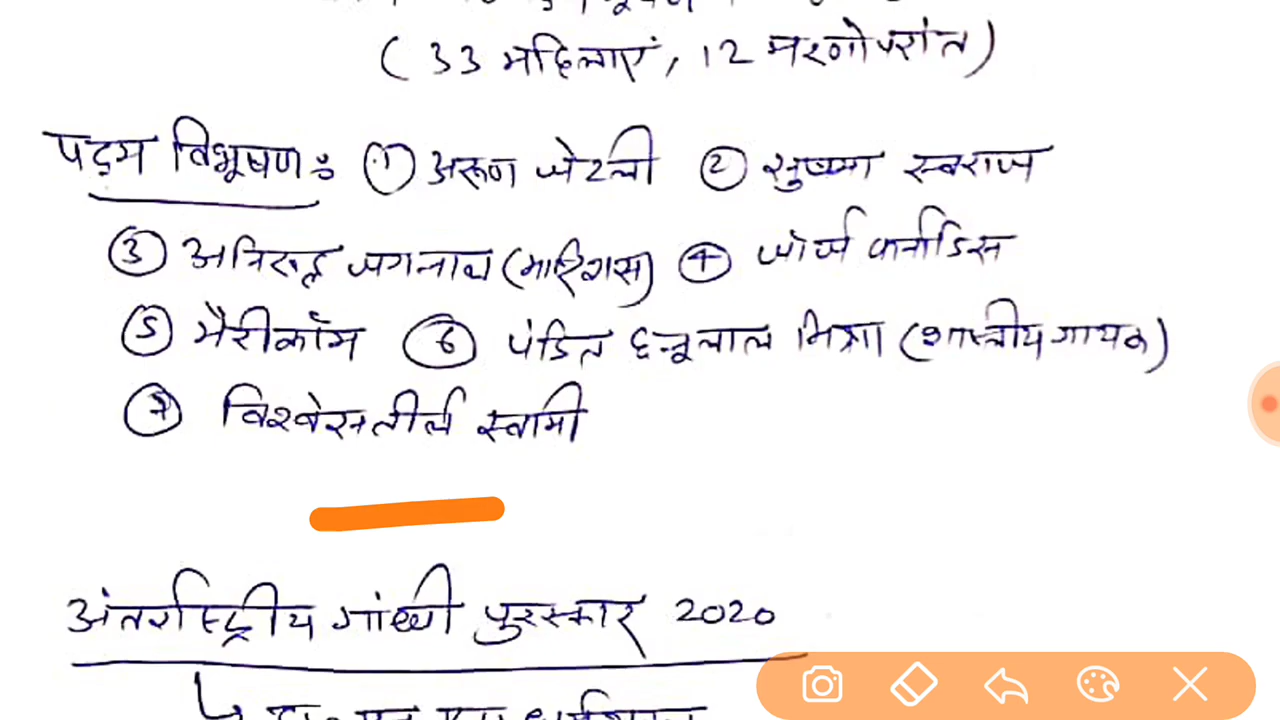 ( 33 महिलाएं, 12 मरणोपरांत )
पद्म विभूषण : ① अरूण जेटली ② सुष्मा स्वराज
③ अनिरुद्ध जगनाथ (मारिशस) ④ जॉर्ज फर्नांडिस
⑤ मैरीकॉम ⑥ पंडित छन्नूलाल मिश्रा (शास्त्रीय गायक)
⑦ विश्वेसतीर्थ स्वामी
अंतर्राष्ट्रीय गांधी पुरस्कार 2020